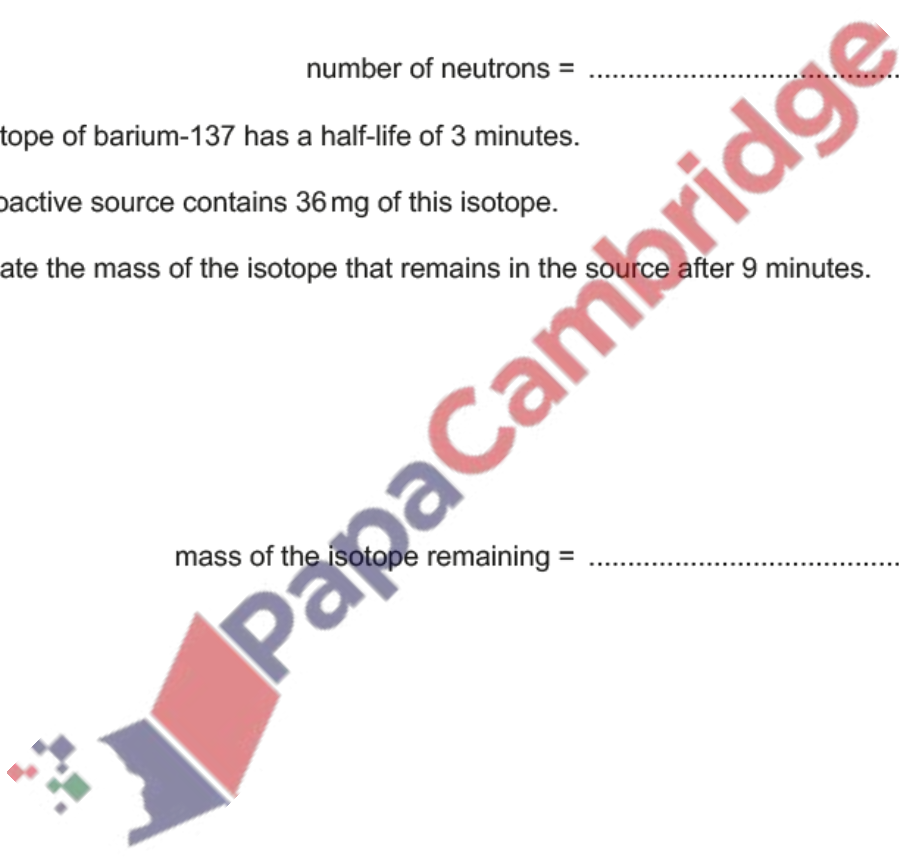 number of neutrons = ........................................
tope of barium-137 has a half-life of 3 minutes.
oactive source contains 36 mg of this isotope.
ate the mass of the isotope that remains in the source after 9 minutes.
mass of the isotope remaining = ........................................
PapaCambridge